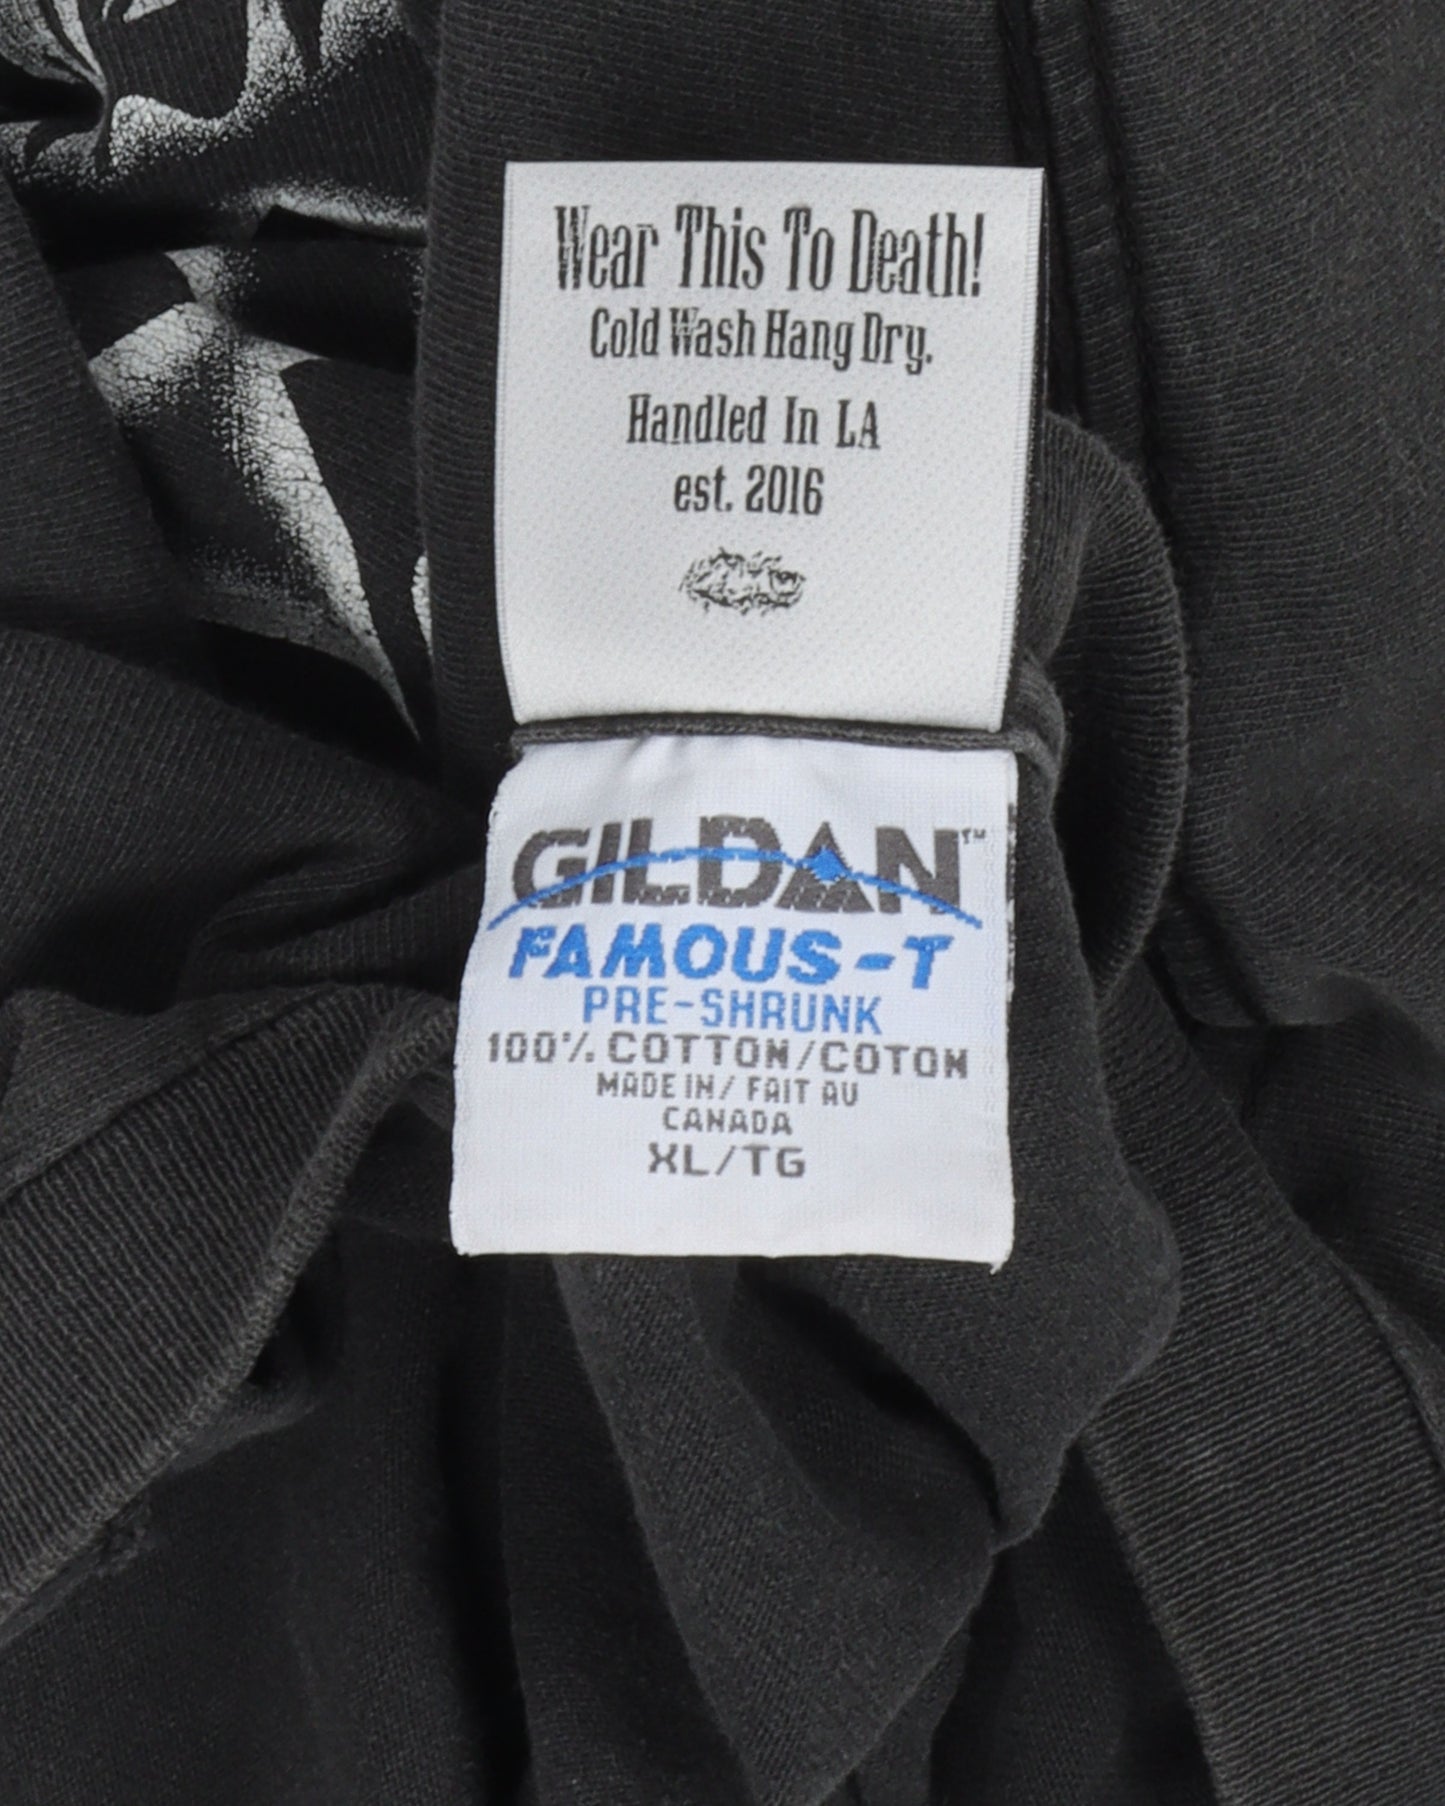 Wear This To Death!
Cold Wash Hang Dry.
Handled In LA
est. 2016
GILDAN™
FAMOUS-T
PRE-SHRUNK
100% COTTON/COTON
MADE IN/ FAIT AU
CANADA
XL/TG